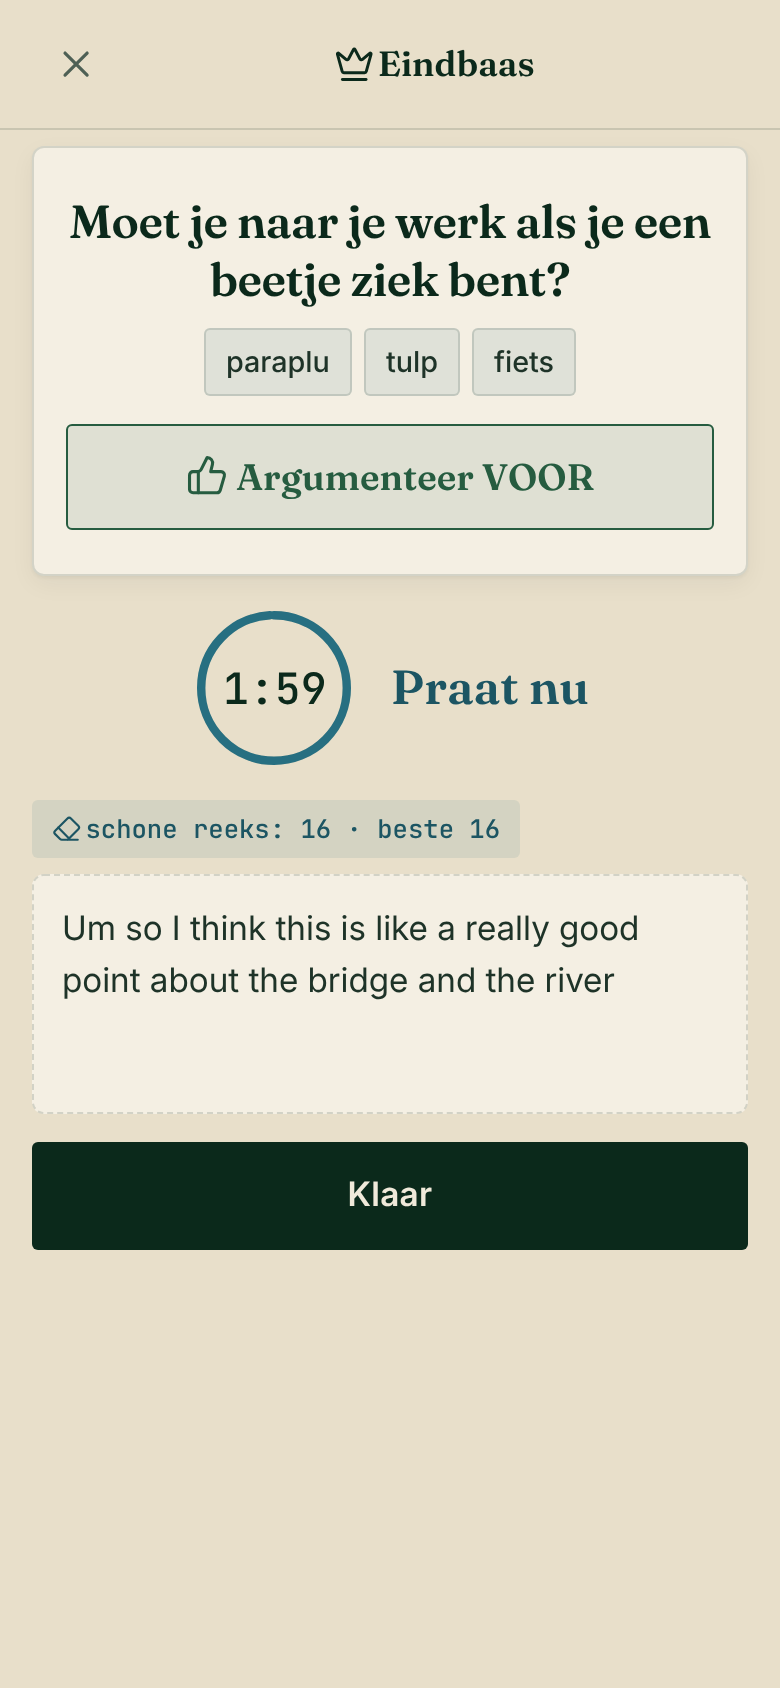 Eindbaas
Moet je naar je werk als je een
beetje ziek bent?
paraplu
tulp
fiets
Argumenteer VOOR
1:59
Praat nu
schone reeks: 16 · beste 16
Um so I think this is like a really good
point about the bridge and the river
Klaar